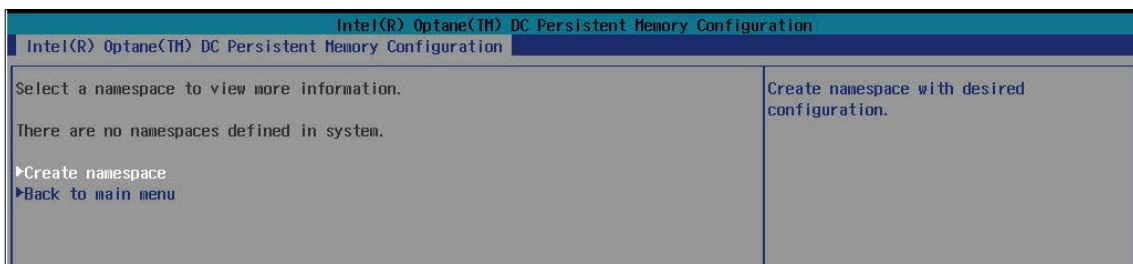 Intel(R) Optane(TM) DC Persistent Memory Configuration
Intel(R) Optane(TM) DC Persistent Memory Configuration
Select a namespace to view more information.
There are no namespaces defined in system.
▶Create namespace
▶Back to main menu
Create namespace with desired
configuration.